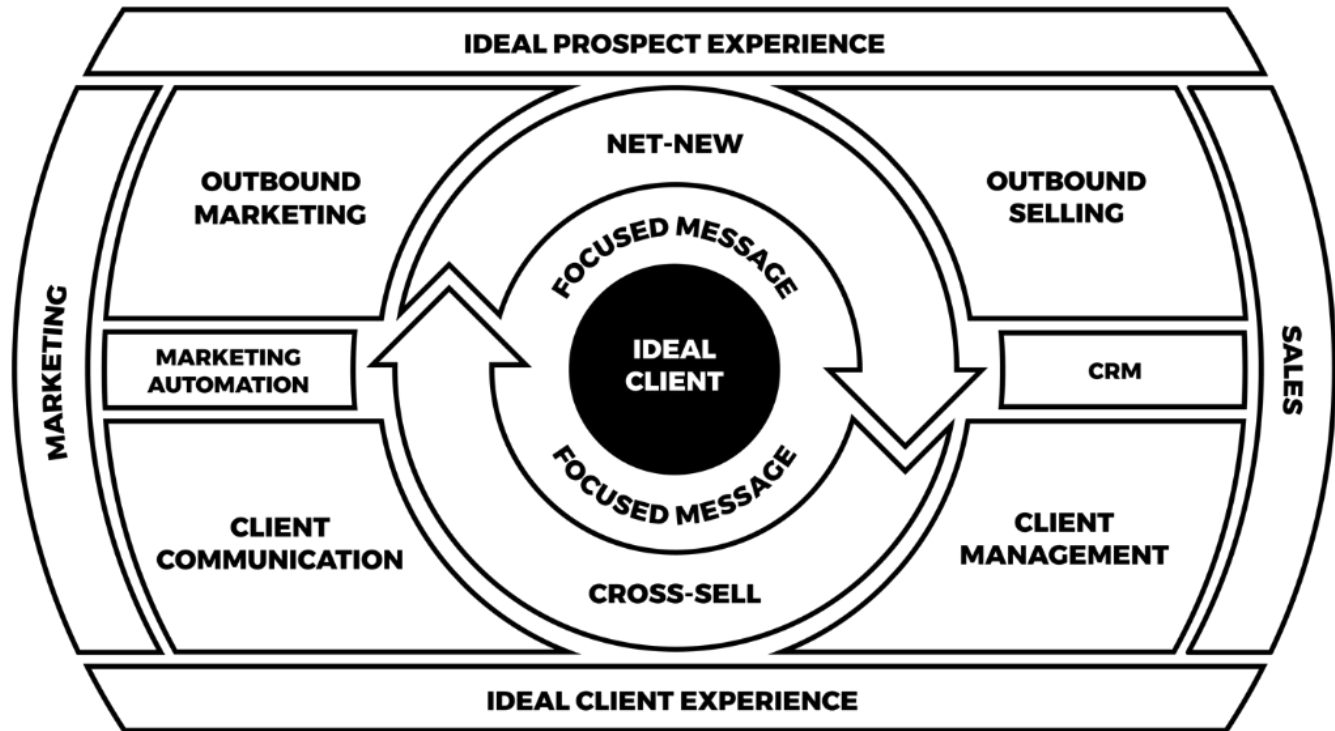 IDEAL PROSPECT EXPERIENCE
NET-NEW
OUTBOUND
MARKETING
OUTBOUND
SELLING
FOCUSED MESSAGE
MARKETING
MARKETING
AUTOMATION
IDEAL
CLIENT
CRM
SALES
FOCUSED MESSAGE
CLIENT
COMMUNICATION
CLIENT
MANAGEMENT
CROSS-SELL
IDEAL CLIENT EXPERIENCE